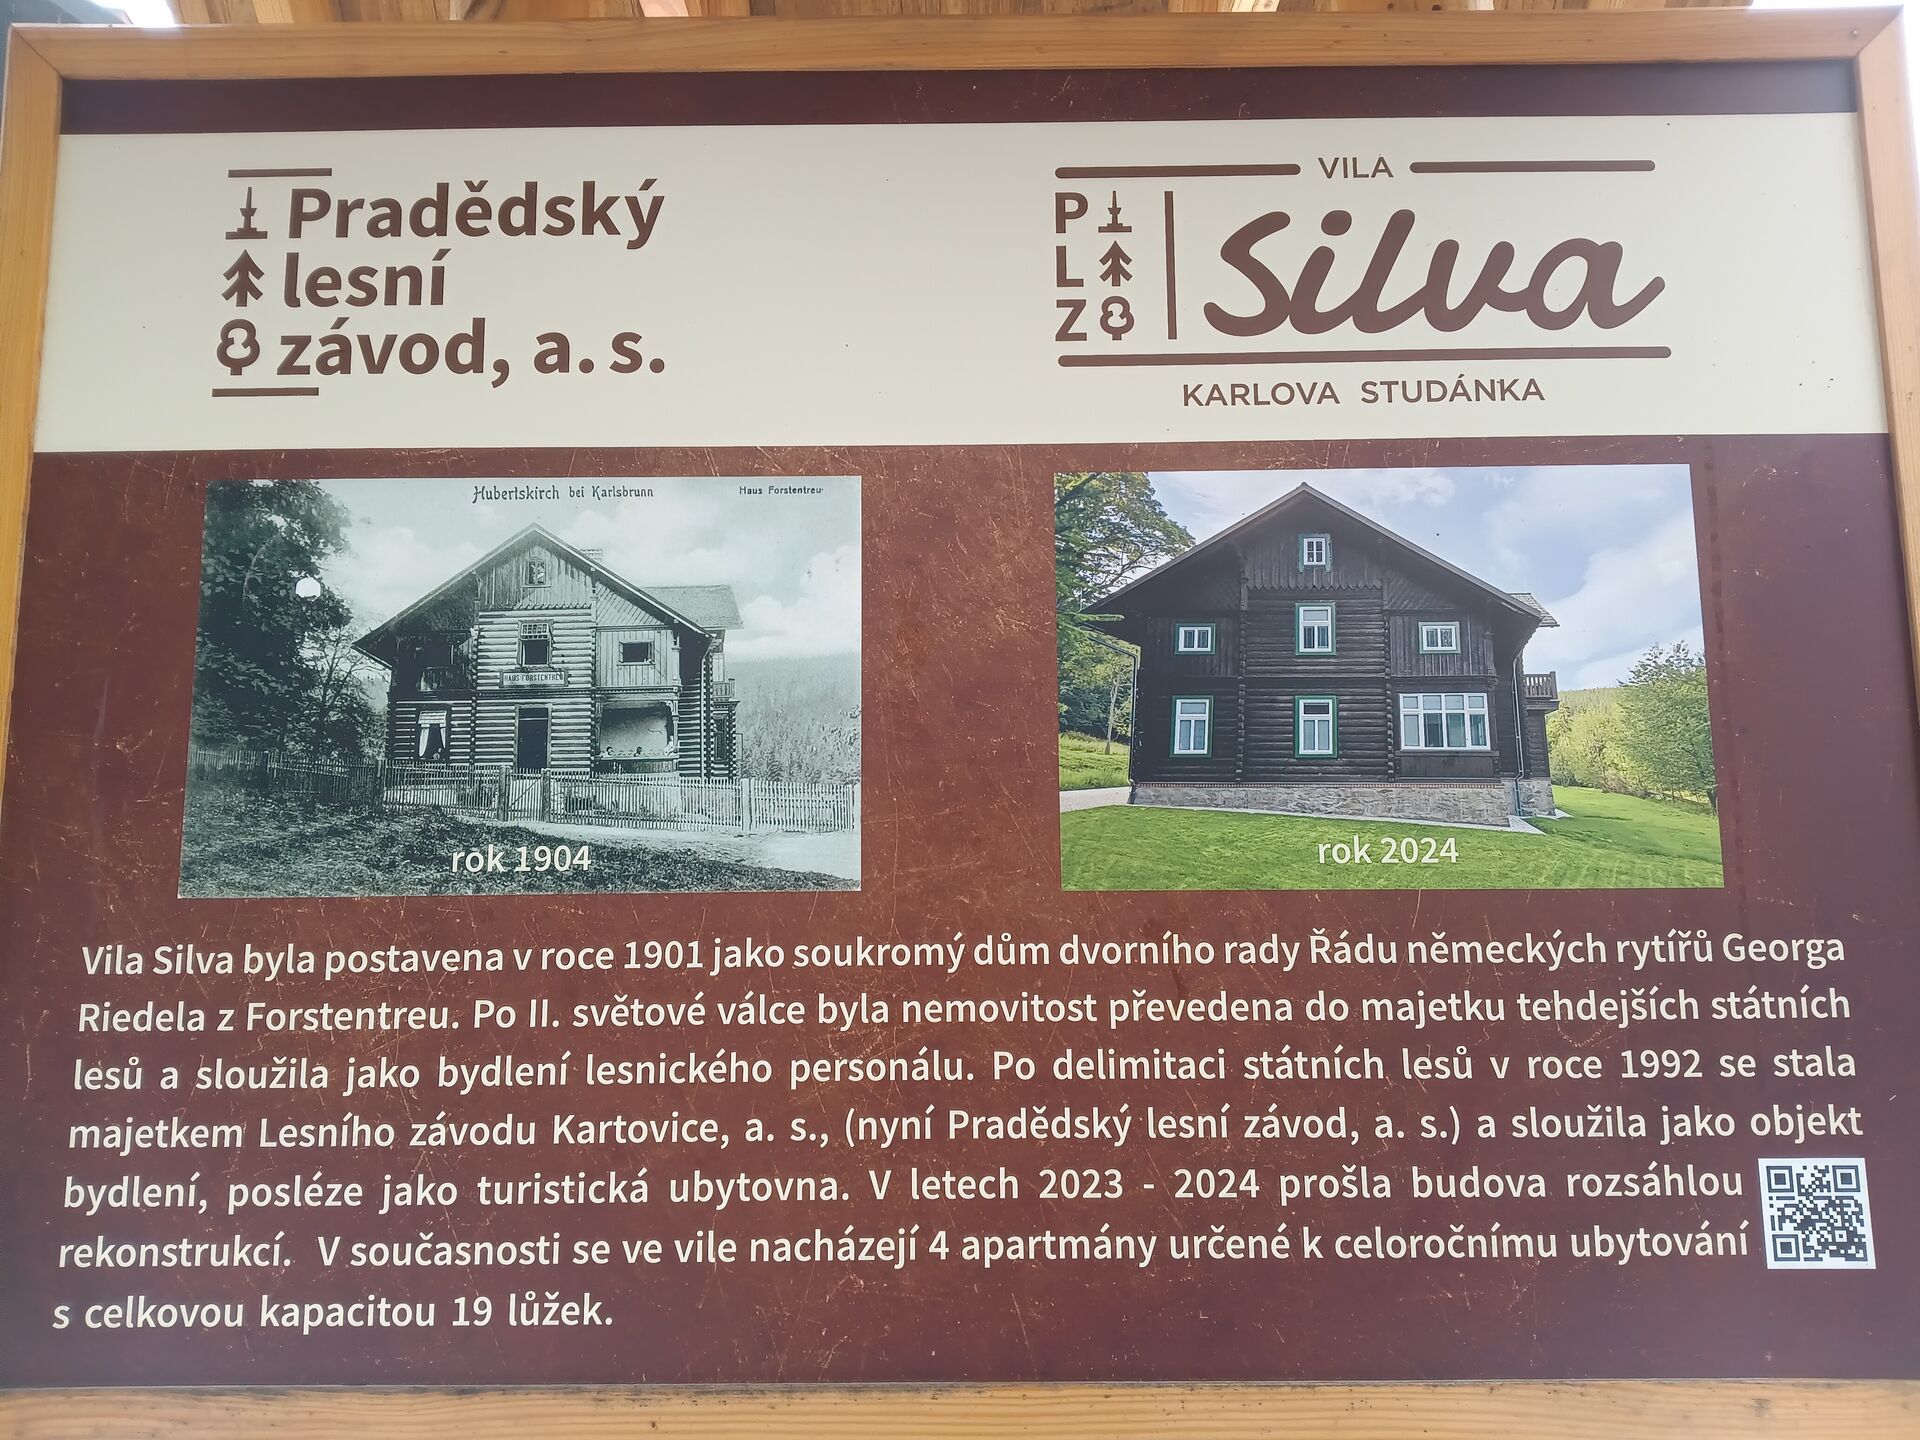 Pradědský
lesní
závod, a. s.
VILA
P
L
Z
Silva
KARLOVA STUDÁNKA
Hubertskirch bei Karlsbrunn
Haus Forstentreu
HAUS FORSTENTREU
rok 1904
rok 2024
Vila Silva byla postavena v roce 1901 jako soukromý dům dvorního rady Řádu německých rytířů Georga
Riedela z Forstentreu. Po II. světové válce byla nemovitost převedena do majetku tehdejších státních
lesů a sloužila jako bydlení lesnického personálu. Po delimitaci státních lesů v roce 1992 se stala
majetkem Lesního závodu Kartovice, a. s., (nyní Pradědský lesní závod, a. s.) a sloužila jako objekt
bydlení, posléze jako turistická ubytovna. V letech 2023 - 2024 prošla budova rozsáhlou
rekonstrukcí. V současnosti se ve vile nacházejí 4 apartmány určené k celoročnímu ubytování
s celkovou kapacitou 19 lůžek.